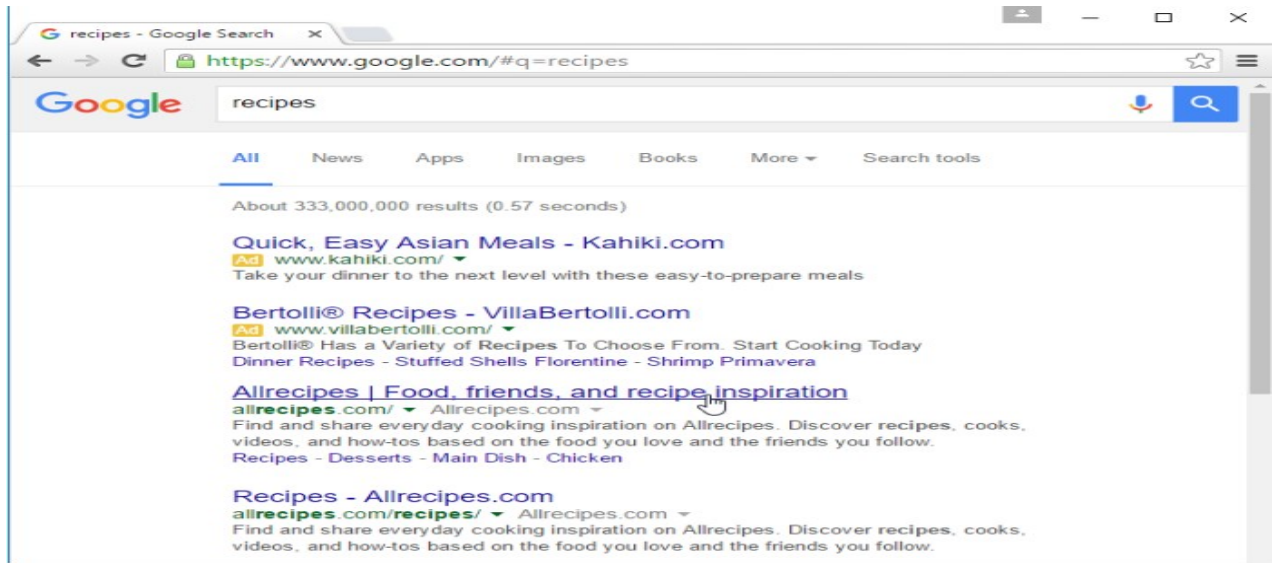 recipes - Google Search
https://www.google.com/#q=recipes
Google recipes
All News Apps Images Books More Search tools
About 333,000,000 results (0.57 seconds)
Quick, Easy Asian Meals - Kahiki.com
Ad www.kahiki.com/
Take your dinner to the next level with these easy-to-prepare meals
Bertolli® Recipes - VillaBertolli.com
Ad www.villabertolli.com/
Bertolli® Has a Variety of Recipes To Choose From. Start Cooking Today
Dinner Recipes - Stuffed Shells Florentine - Shrimp Primavera
Allrecipes | Food, friends, and recipe inspiration
allrecipes.com/ Allrecipes.com
Find and share everyday cooking inspiration on Allrecipes. Discover recipes, cooks,
videos, and how-tos based on the food you love and the friends you follow.
Recipes - Desserts - Main Dish - Chicken
Recipes - Allrecipes.com
allrecipes.com/recipes/ Allrecipes.com
Find and share everyday cooking inspiration on Allrecipes. Discover recipes, cooks,
videos, and how-tos based on the food you love and the friends you follow.